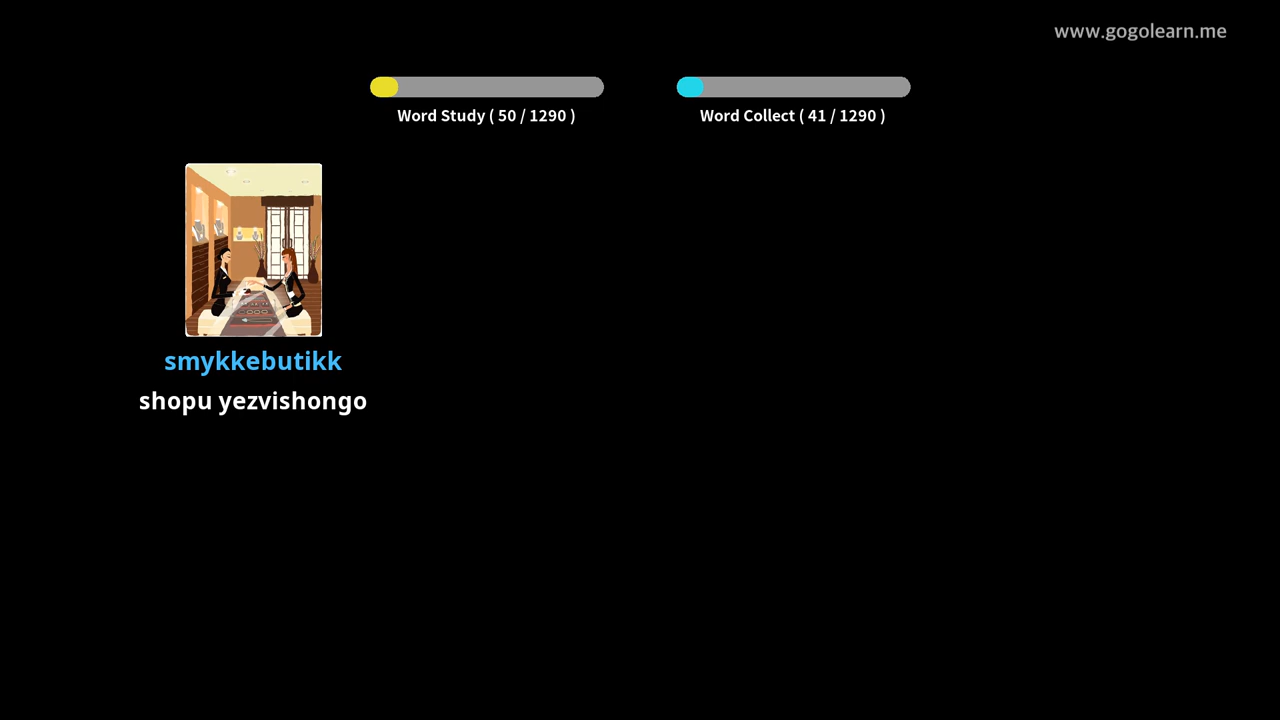 www.gogolearn.me
Word Study ( 50 / 1290 )
Word Collect ( 41 / 1290 )
smykkebutikk
shopu yezvishongo